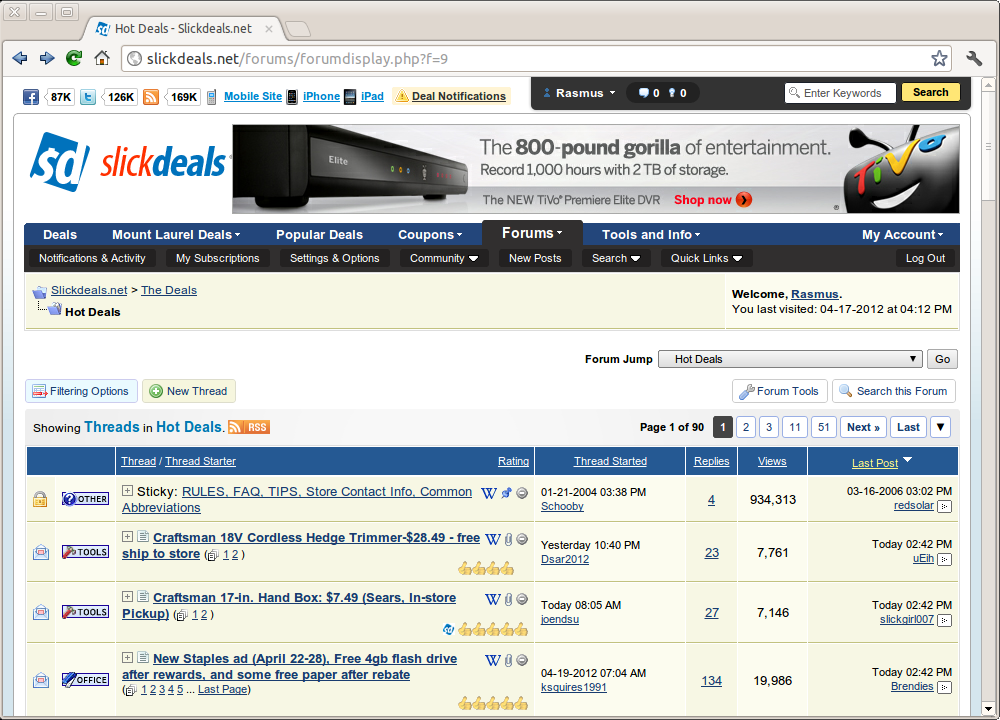 Hot Deals - Slickdeals.net
slickdeals.net/forums/forumdisplay.php?f=9
87K 126K 169K Mobile Site iPhone iPad Deal Notifications Rasmus 0 0 Enter Keywords Search
sd slickdeals
Elite
The 800-pound gorilla of entertainment.
Record 1,000 hours with 2 TB of storage.
The NEW TiVo® Premiere Elite DVR Shop now
TiVo
Deals Mount Laurel Deals Popular Deals Coupons Forums Tools and Info My Account
Notifications & Activity My Subscriptions Settings & Options Community New Posts Search Quick Links Log Out
Slickdeals.net > The Deals
Hot Deals
Welcome, Rasmus.
You last visited: 04-17-2012 at 04:12 PM
Forum Jump Hot Deals Go
Filtering Options New Thread Forum Tools Search this Forum
Showing Threads in Hot Deals. RSS Page 1 of 90 1 2 3 11 51 Next » Last
Thread / Thread Starter Rating Thread Started Replies Views Last Post
OTHER Sticky: RULES, FAQ, TIPS, Store Contact Info, Common
Abbreviations
W 01-21-2004 03:38 PM
Schooby
4 934,313 03-16-2006 03:02 PM
redsolar
TOOLS Craftsman 18V Cordless Hedge Trimmer-$28.49 - free
ship to store ( 1 2 )
W Yesterday 10:40 PM
Dsar2012
23 7,761 Today 02:42 PM
uEih
TOOLS Craftsman 17-in. Hand Box: $7.49 (Sears, In-store
Pickup) ( 1 2 )
W Today 08:05 AM
joendsu
27 7,146 Today 02:42 PM
slickgirl007
OFFICE New Staples ad (April 22-28), Free 4gb flash drive
after rewards, and some free paper after rebate
( 1 2 3 4 5 ... Last Page)
W 04-19-2012 07:04 AM
ksquires1991
134 19,986 Today 02:42 PM
Brendies